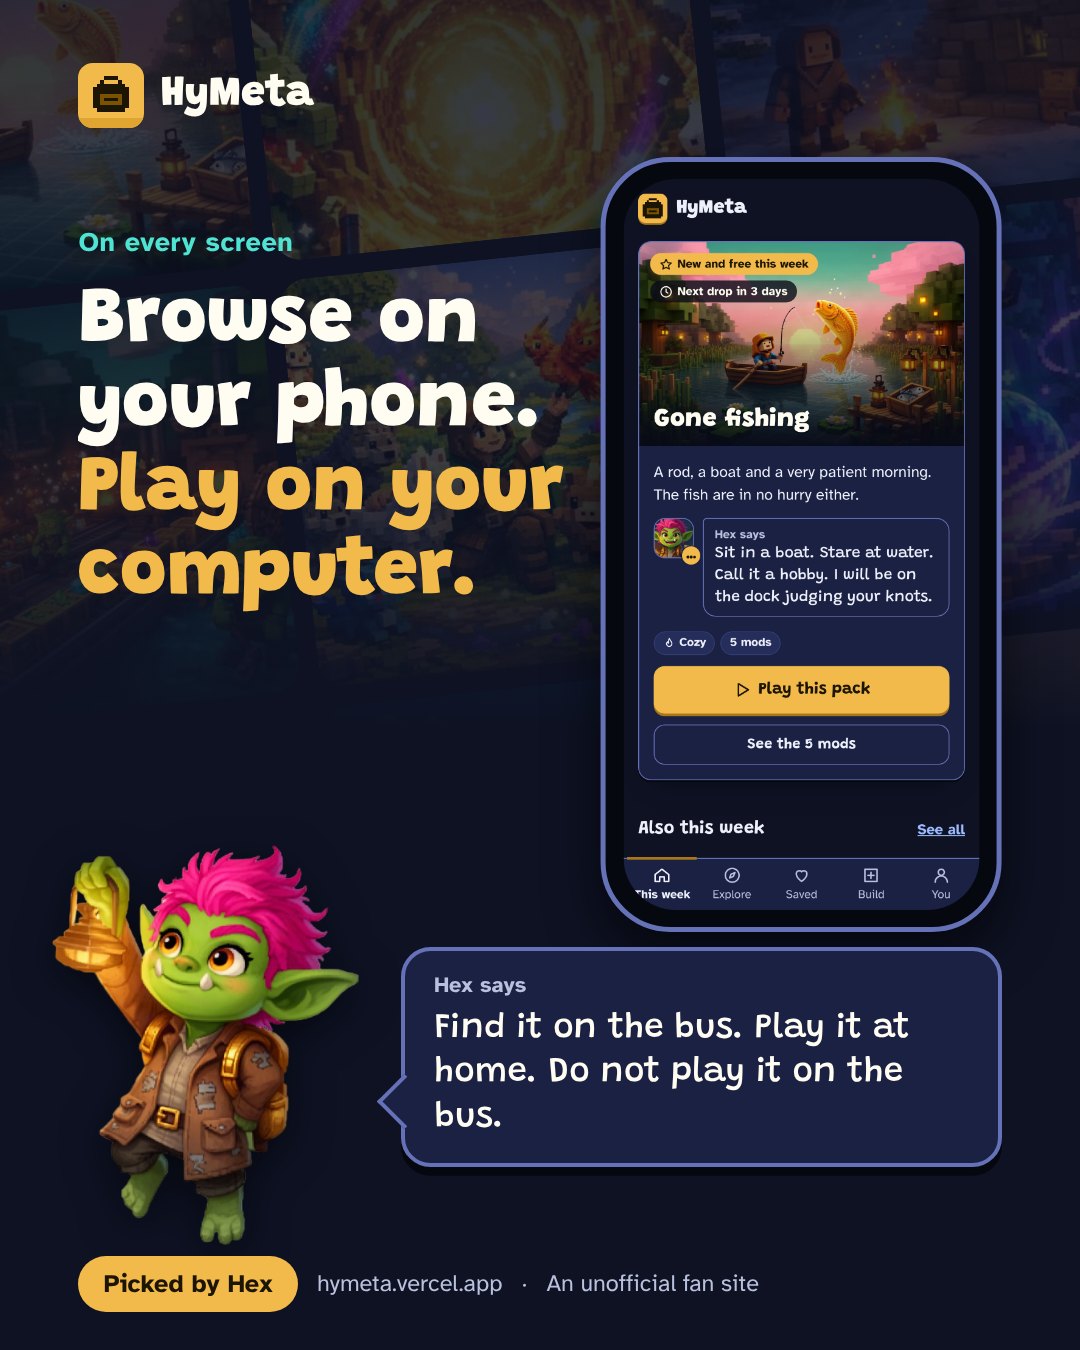 HyMeta
On every screen
Browse on
your phone.
Play on your
computer.
HyMeta
New and free this week
Next drop in 3 days
Gone fishing
A rod, a boat and a very patient morning.
The fish are in no hurry either.
Hex says
Sit in a boat. Stare at water.
Call it a hobby. I will be on
the dock judging your knots.
Cozy
5 mods
Play this pack
See the 5 mods
Also this week
See all
This week
Explore
Saved
Build
You
Hex says
Find it on the bus. Play it at
home. Do not play it on the
bus.
Picked by Hex
hymeta.vercel.app · An unofficial fan site